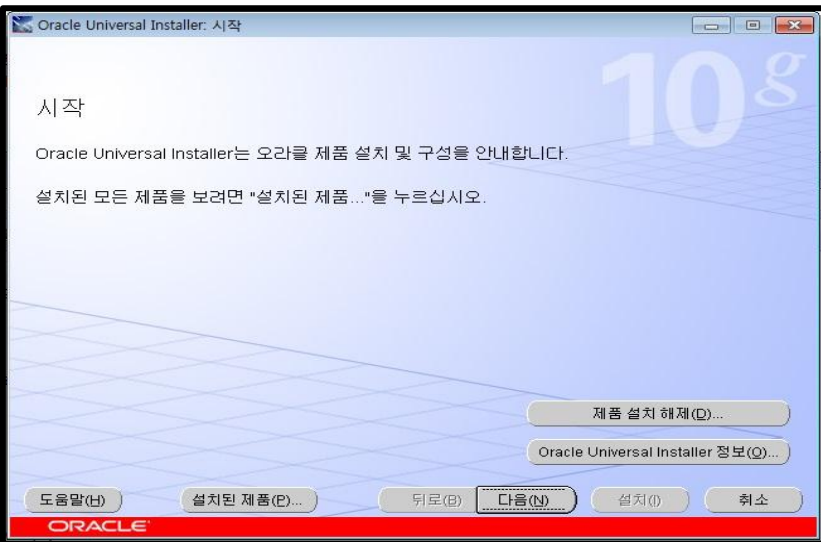 Oracle Universal Installer: 시작
10g
시작
Oracle Universal Installer는 오라클 제품 설치 및 구성을 안내합니다.
설치된 모든 제품을 보려면 "설치된 제품..."을 누르십시오.
제품 설치 해제(D)...
Oracle Universal Installer 정보(O)...
도움말(H) 설치된 제품(P)... 뒤로(B) 다음(N) 설치(I) 취소
ORACLE